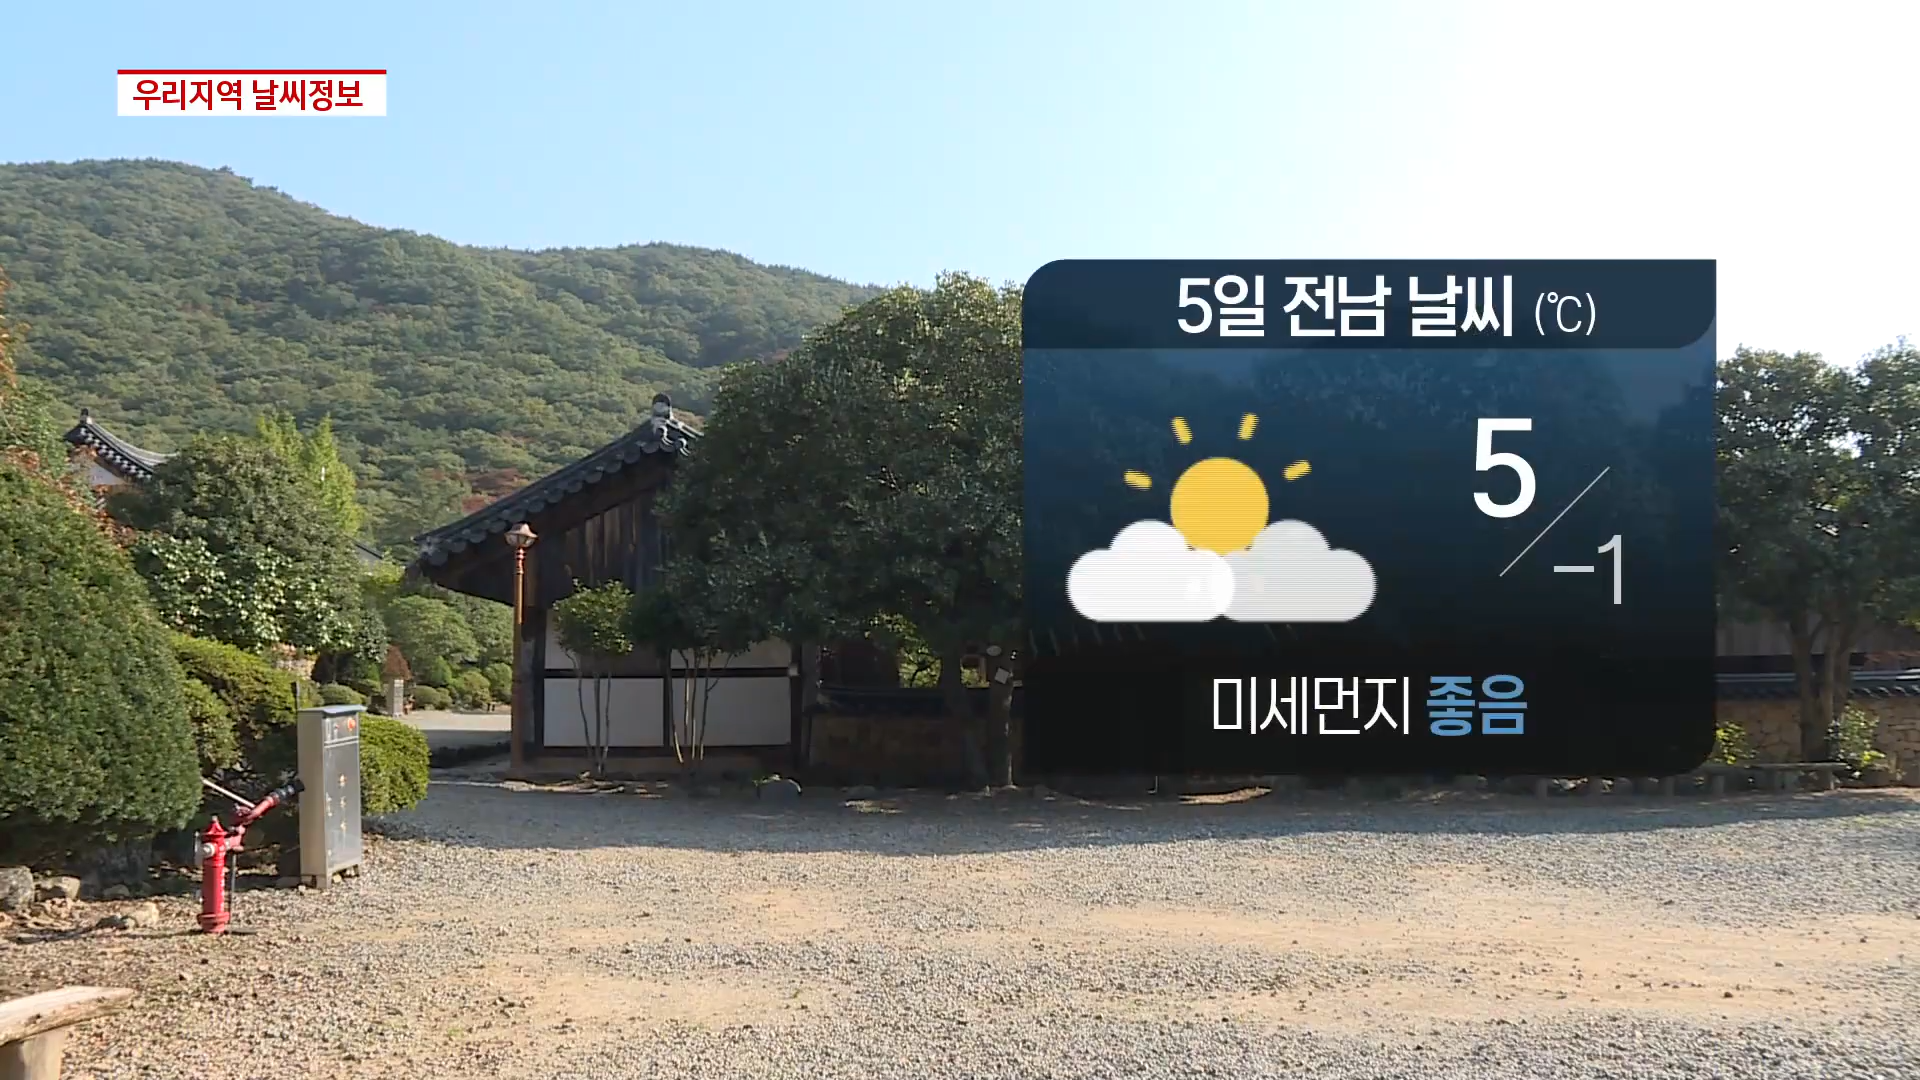 우리지역 날씨정보
5일 전남 날씨 (℃)
5
-1
미세먼지 좋음